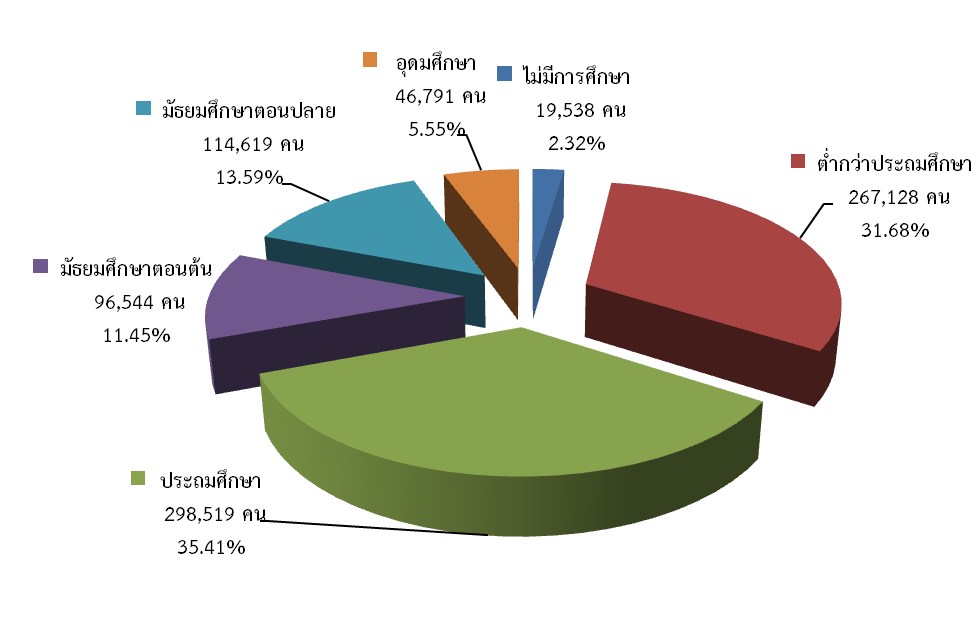 อุดมศึกษา
46,791 คน
5.55%
ไม่มีการศึกษา
19,538 คน
2.32%
มัธยมศึกษาตอนปลาย
114,619 คน
13.59%
ต่ำกว่าประถมศึกษา
267,128 คน
31.68%
มัธยมศึกษาตอนต้น
96,544 คน
11.45%
ประถมศึกษา
298,519 คน
35.41%